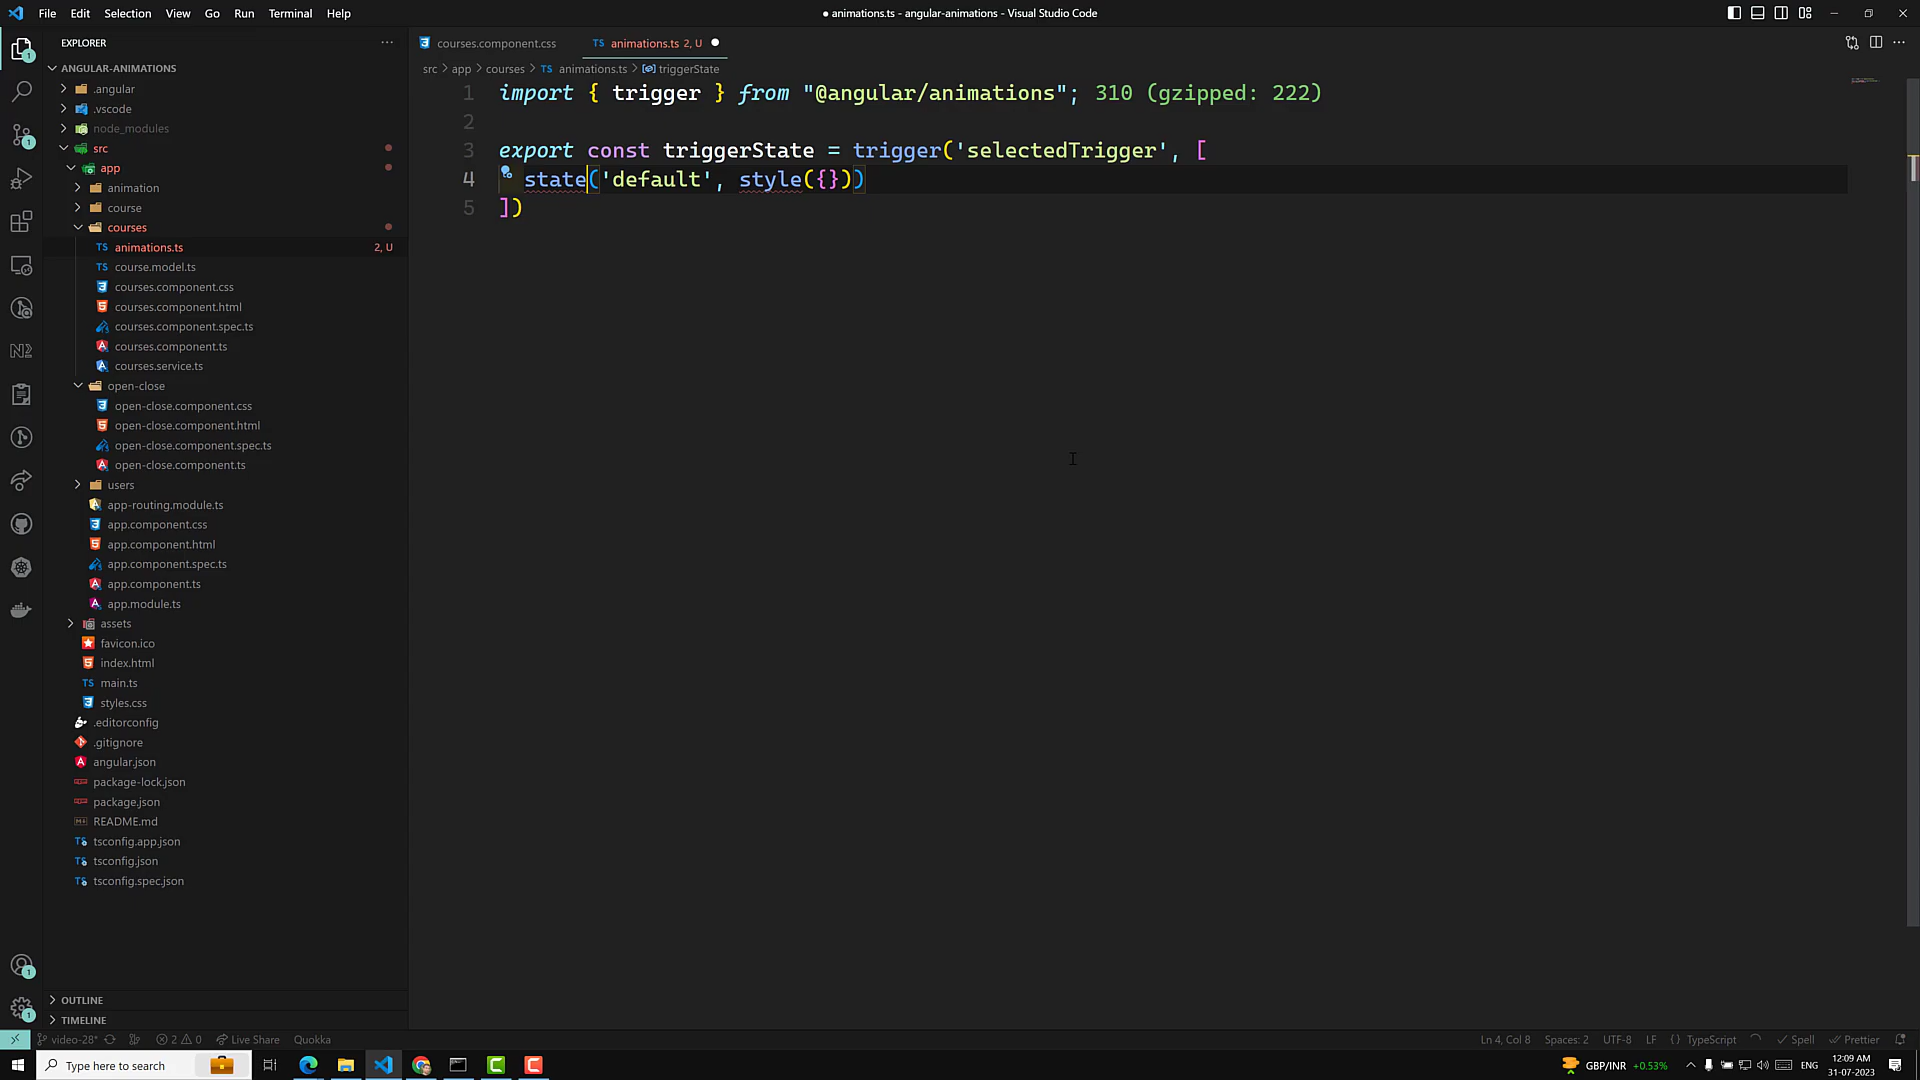 File Edit Selection View Go Run Terminal Help
● animations.ts - angular-animations - Visual Studio Code
EXPLORER
ANGULAR-ANIMATIONS
.angular
.vscode
node_modules
src
app
animation
course
courses
TS animations.ts 2, U
TS course.model.ts
courses.component.css
courses.component.html
courses.component.spec.ts
courses.component.ts
courses.service.ts
open-close
open-close.component.css
open-close.component.html
open-close.component.spec.ts
open-close.component.ts
users
app-routing.module.ts
app.component.css
app.component.html
app.component.spec.ts
app.component.ts
app.module.ts
assets
favicon.ico
index.html
TS main.ts
styles.css
.editorconfig
.gitignore
angular.json
package-lock.json
package.json
README.md
tsconfig.app.json
tsconfig.json
tsconfig.spec.json
OUTLINE
TIMELINE
courses.component.css
TS animations.ts 2, U
src > app > courses > TS animations.ts > triggerState
1 import { trigger } from "@angular/animations"; 310 (gzipped: 222)
2
3 export const triggerState = trigger('selectedTrigger', [
4 state('default', style({}))
5 ])
video-28* 2 0 Live Share Quokka
Ln 4, Col 8 Spaces: 2 UTF-8 LF {} TypeScript Spell Prettier
Type here to search
GBP/INR +0.53% ENG
12:09 AM
31-07-2023